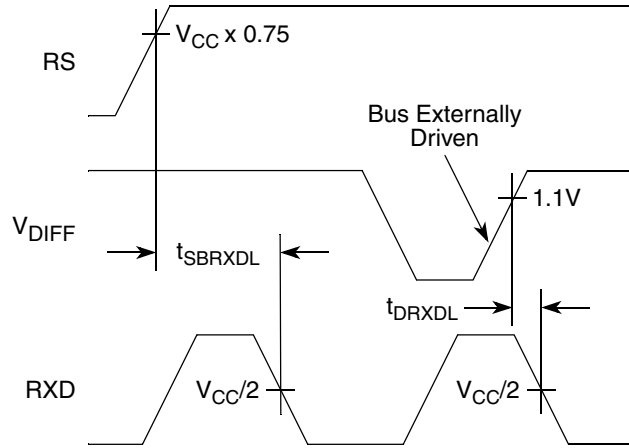 RS
V_CC x 0.75
Bus Externally
Driven
V_DIFF
1.1V
t_SBRXDL
t_DRXDL
RXD
V_CC/2
V_CC/2